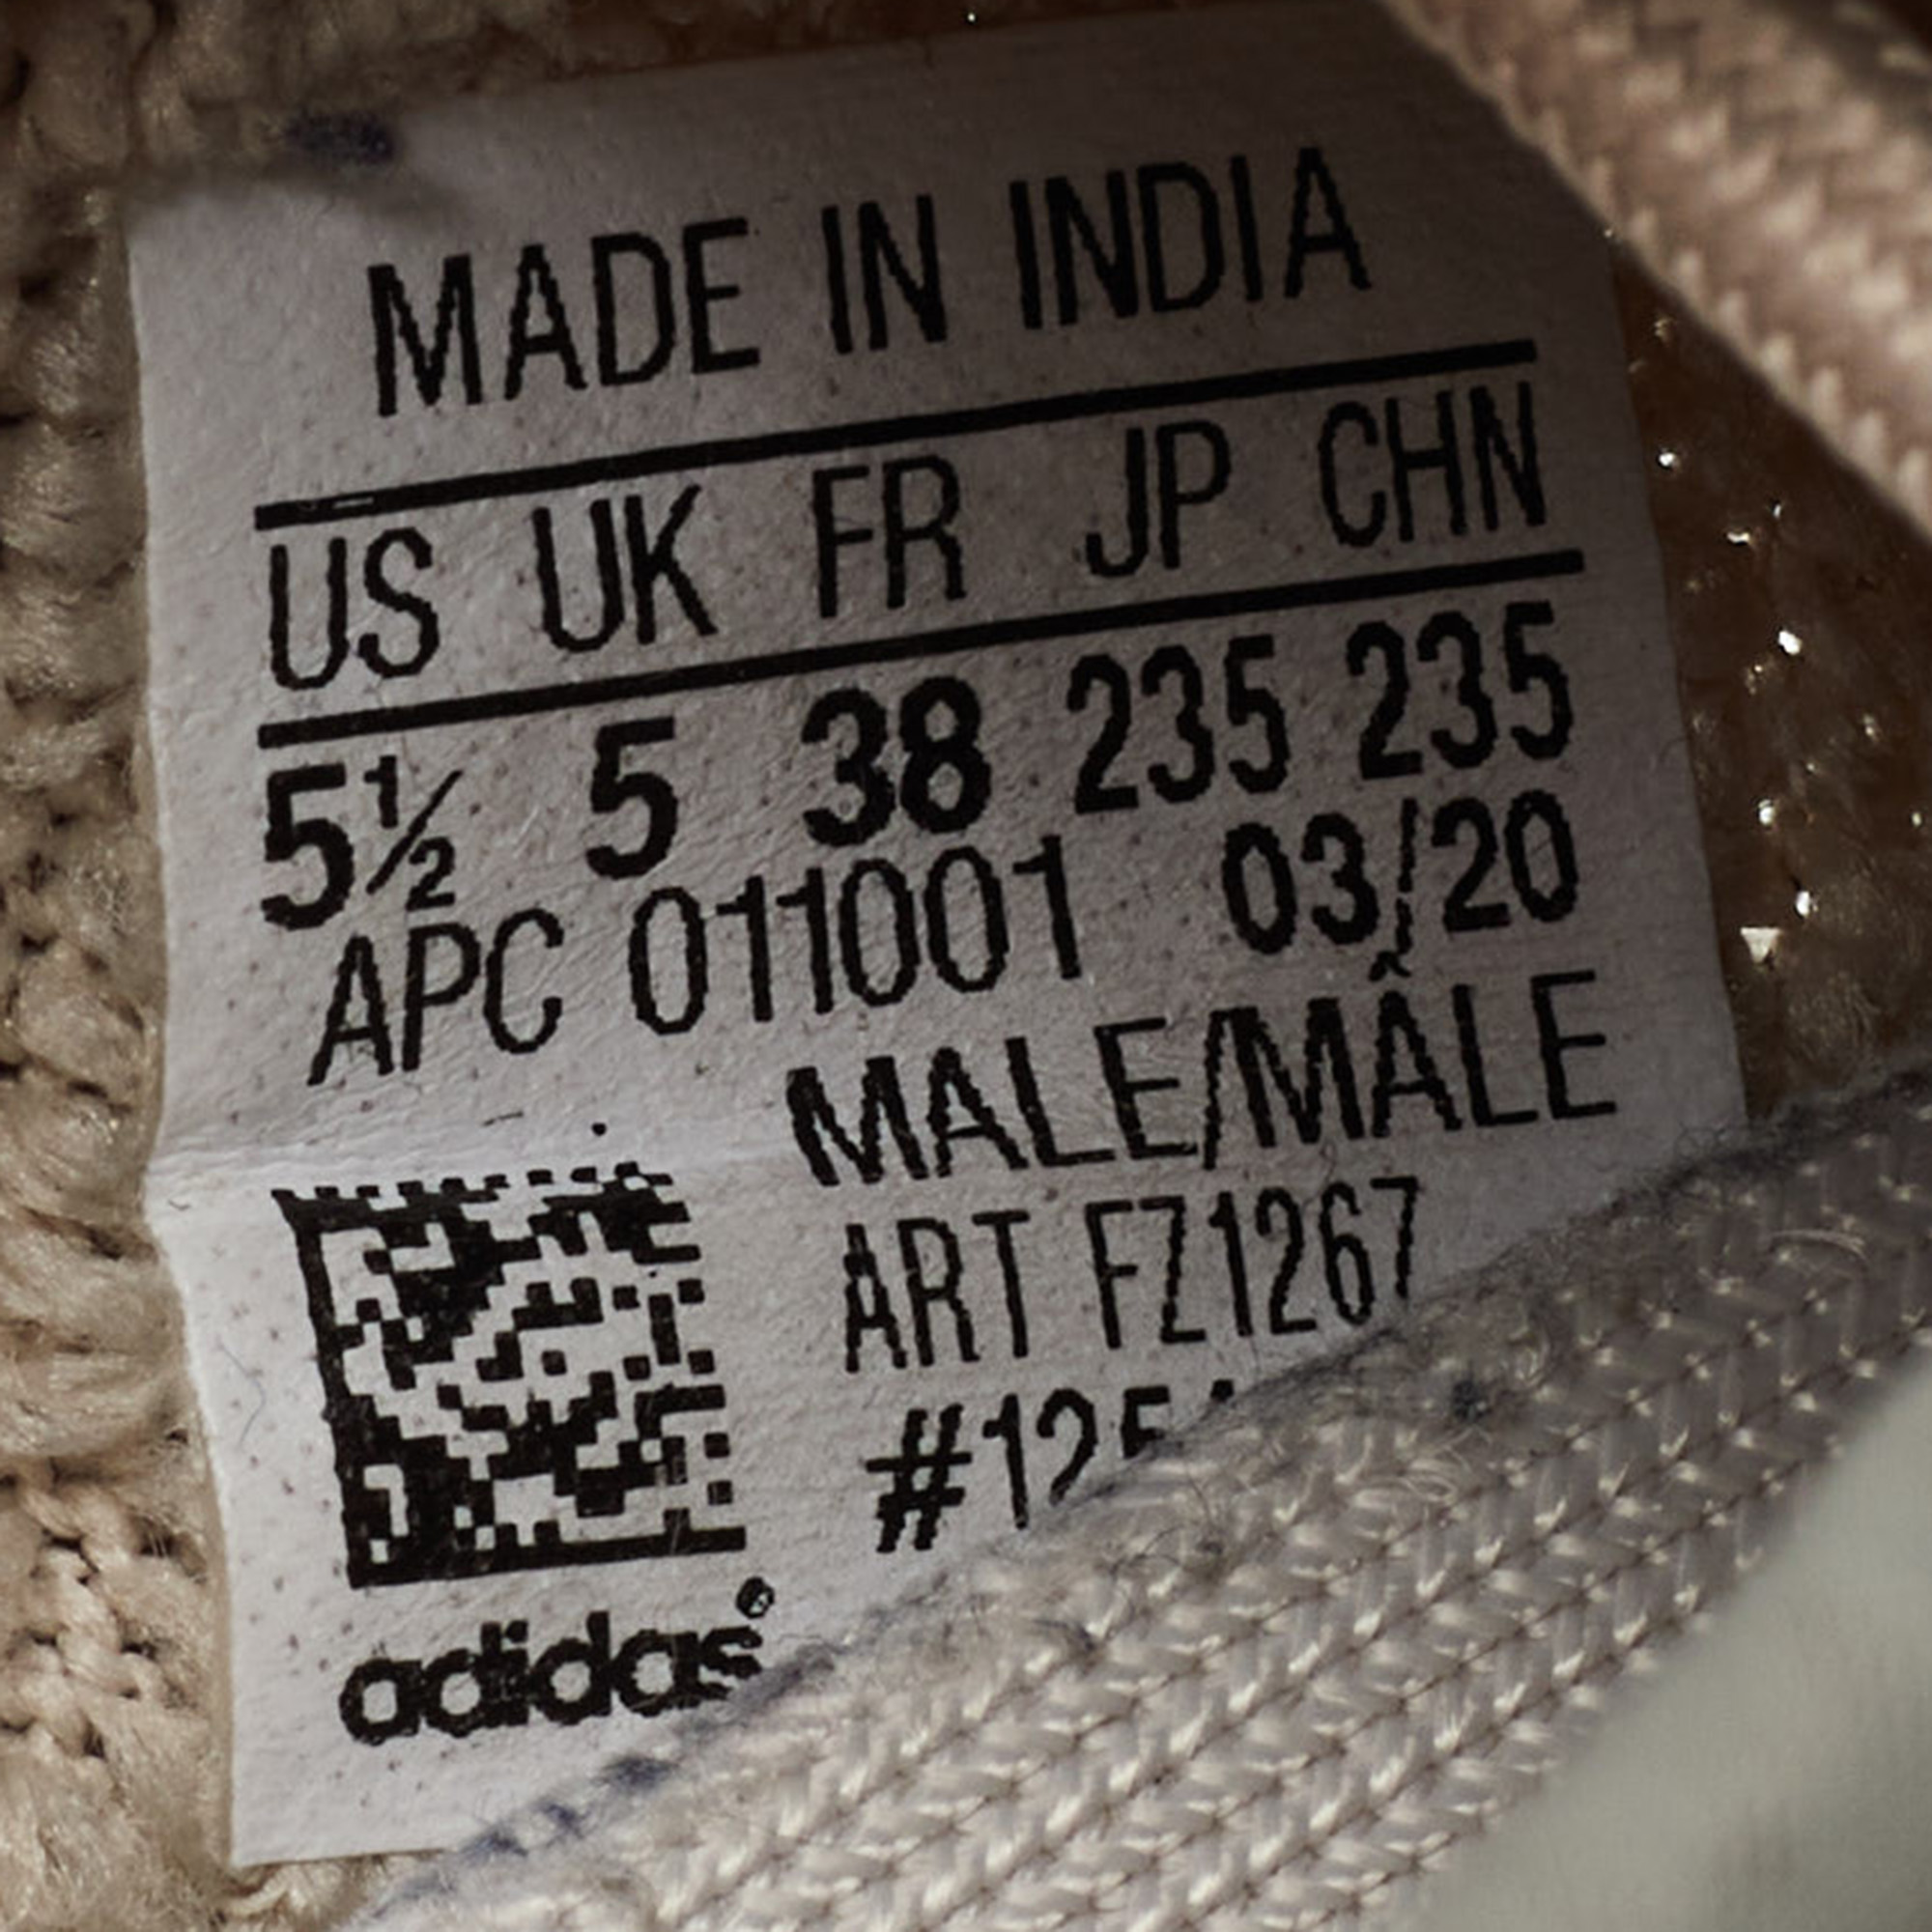 MADE IN INDIA
US UK FR JP CHN
5½ 5 38 235 235
APC 011001 03/20
MALE/MÂLE
ART FZ1267
adidas®